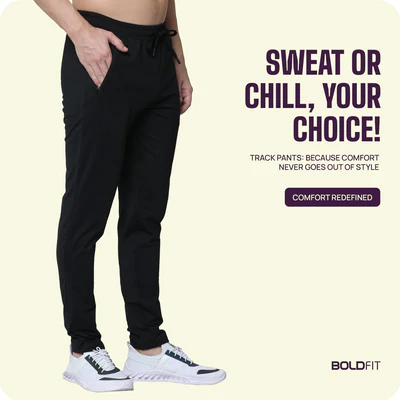 SWEAT OR
CHILL, YOUR
CHOICE!
TRACK PANTS: BECAUSE COMFORT
NEVER GOES OUT OF STYLE
COMFORT REDEFINED
BOLDFIT